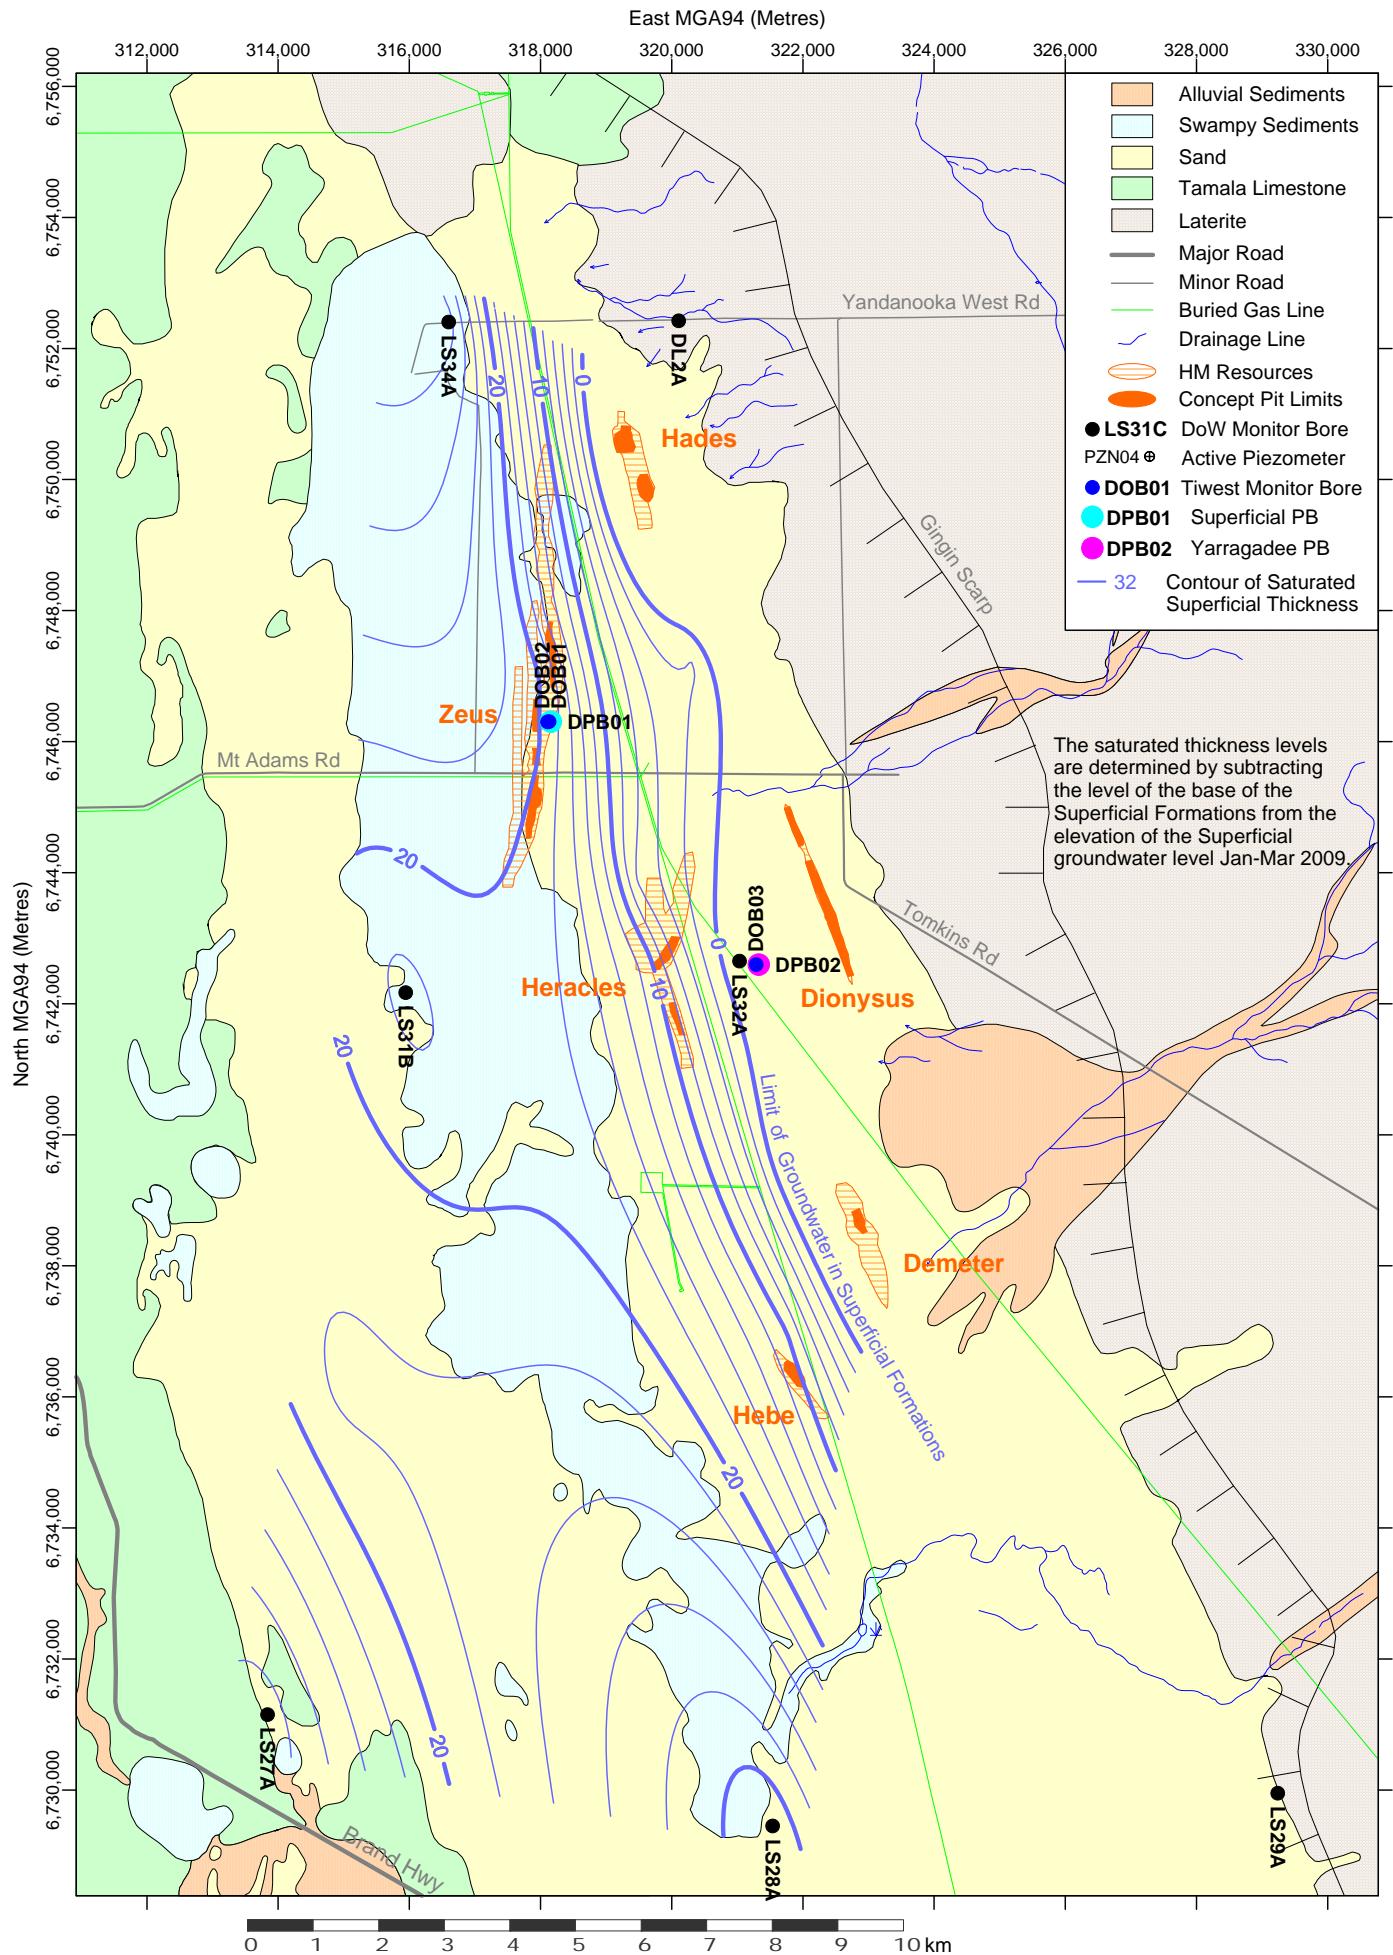 East MGA94 (Metres)
312,000
314,000
316,000
318,000
320,000
322,000
324,000
326,000
328,000
330,000
North MGA94 (Metres)
6,756,000
6,754,000
6,752,000
6,750,000
6,748,000
6,746,000
6,744,000
6,742,000
6,740,000
6,738,000
6,736,000
6,734,000
6,732,000
6,730,000
Alluvial Sediments
Swampy Sediments
Sand
Tamala Limestone
Laterite
Major Road
Minor Road
Buried Gas Line
Drainage Line
HM Resources
Concept Pit Limits
LS31C DoW Monitor Bore
PZN04 Active Piezometer
DOB01 Tiwest Monitor Bore
DPB01 Superficial PB
DPB02 Yarragadee PB
32 Contour of Saturated
Superficial Thickness
The saturated thickness levels
are determined by subtracting
the level of the base of the
Superficial Formations from the
elevation of the Superficial
groundwater level Jan-Mar 2009.
Yandanooka West Rd
LS34A
DL2A
20
10
0
Hades
Gingin Scarp
DOB02
DOB01
Zeus
DPB01
Mt Adams Rd
20
Tomkins Rd
DOB03
0
DPB02
LS32A
Heracles
10
Dionysus
LS31B
20
Limit of Groundwater in Superficial Formations
Demeter
Hebe
20
20
LS27A
LS28A
LS29A
Brand Hwy
0 1 2 3 4 5 6 7 8 9 10 km